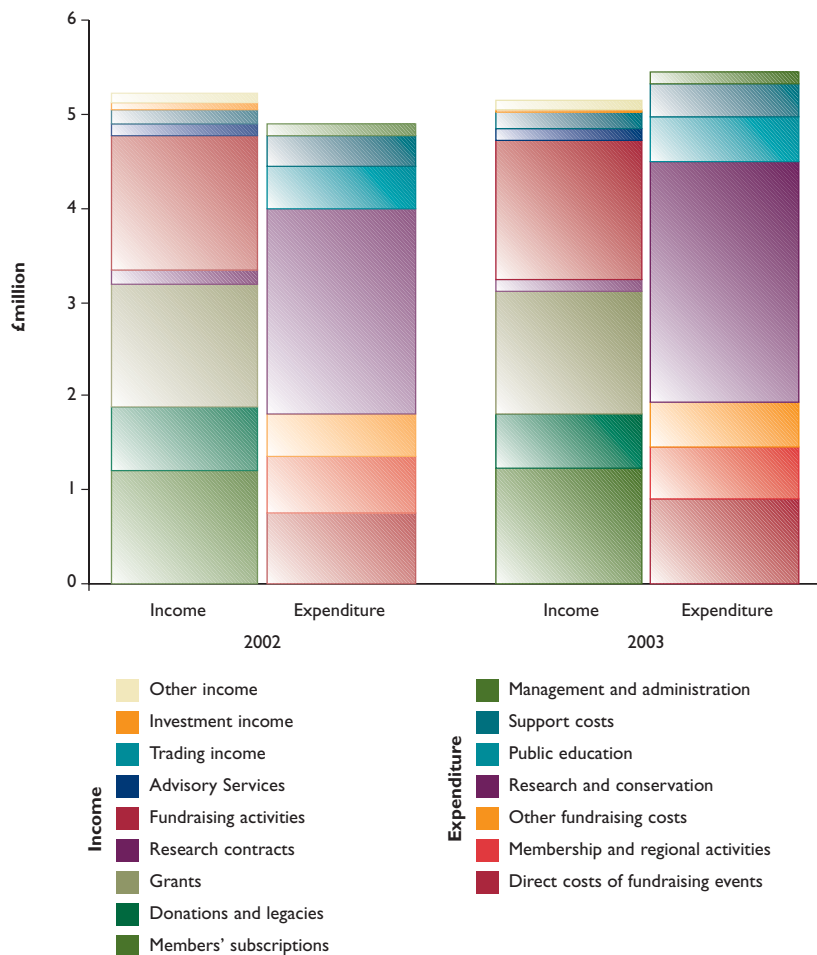 6
5
4
3
2
1
0
£million
Income
Expenditure
Income
Expenditure
2002
2003
Income
Other income
Investment income
Trading income
Advisory Services
Fundraising activities
Research contracts
Grants
Donations and legacies
Members’ subscriptions
Expenditure
Management and administration
Support costs
Public education
Research and conservation
Other fundraising costs
Membership and regional activities
Direct costs of fundraising events